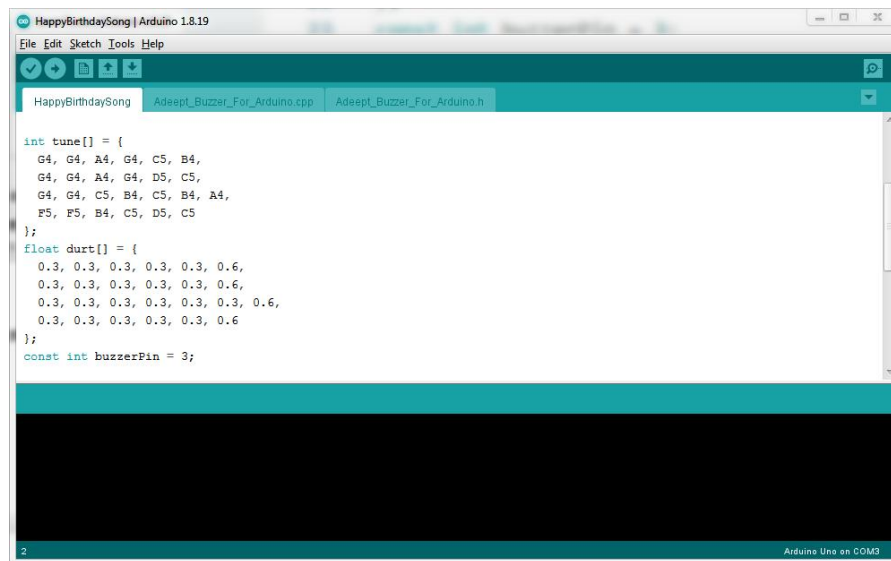 HappyBirthdaySong | Arduino 1.8.19
const int buzzerPin = 3;
File Edit Sketch Tools Help
HappyBirthdaySong Adeept_Buzzer_For_Arduino.cpp Adeept_Buzzer_For_Arduino.h
int tune[] = {
G4, G4, A4, G4, C5, B4,
G4, G4, A4, G4, D5, C5,
G4, G4, C5, B4, C5, B4, A4,
F5, F5, B4, C5, D5, C5
};
float durt[] = {
0.3, 0.3, 0.3, 0.3, 0.3, 0.6,
0.3, 0.3, 0.3, 0.3, 0.3, 0.6,
0.3, 0.3, 0.3, 0.3, 0.3, 0.3, 0.6,
0.3, 0.3, 0.3, 0.3, 0.3, 0.6
};
const int buzzerPin = 3;
2 Arduino Uno on COM3